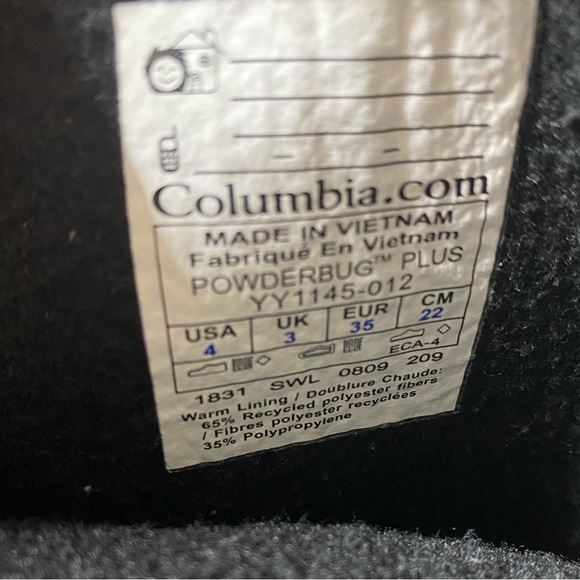 Columbia.com
MADE IN VIETNAM
Fabriqué En Vietnam
POWDERBUG™ PLUS
YY1145-012
USA UK EUR CM
4 3 35 22
ECA-4
1831 SWL 0809 209
Warm Lining / Doublure Chaude:
65% Recycled polyester fibers
/ Fibres polyester recyclées
35% Polypropylene